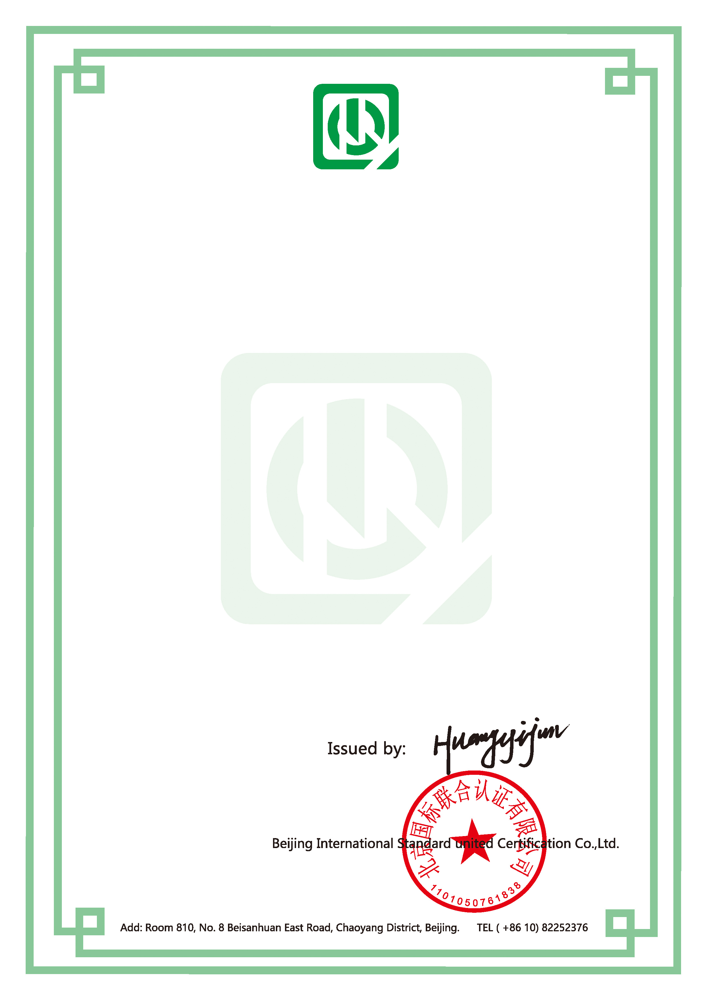 Issued by:
Huangyijun
北京国标联合认证有限公司
Beijing International Standard united Certification Co.,Ltd.
1101050761838
Add: Room 810, No. 8 Beisanhuan East Road, Chaoyang District, Beijing. TEL ( +86 10) 82252376